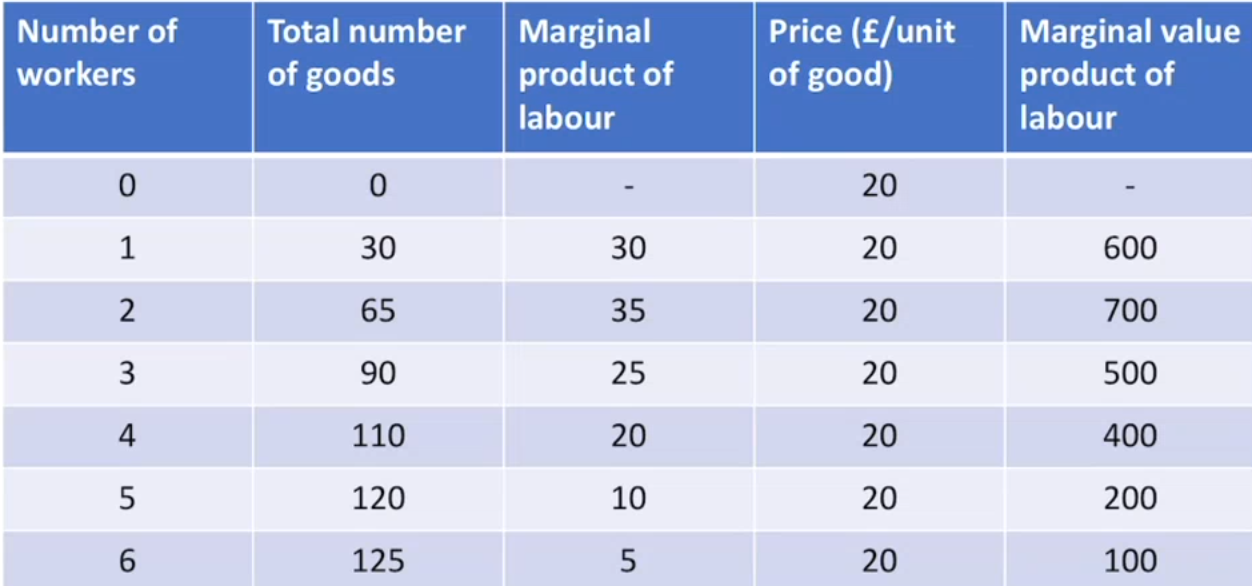 Number of workers | Total number of goods | Marginal product of labour | Price (£/unit of good) | Marginal value product of labour
0 | 0 | - | 20 | -
1 | 30 | 30 | 20 | 600
2 | 65 | 35 | 20 | 700
3 | 90 | 25 | 20 | 500
4 | 110 | 20 | 20 | 400
5 | 120 | 10 | 20 | 200
6 | 125 | 5 | 20 | 100